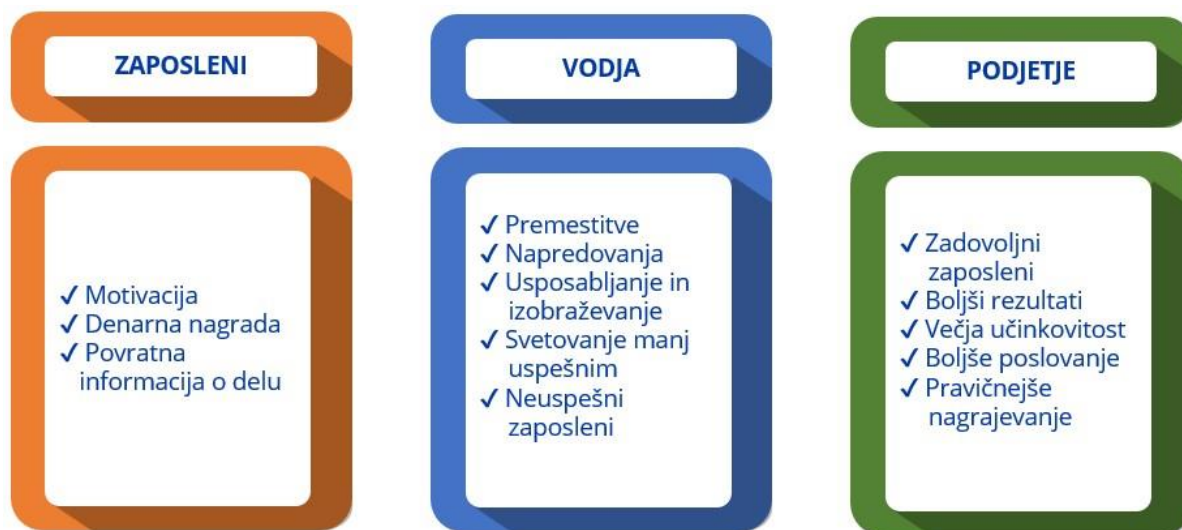 ZAPOSLENI
✓ Motivacija
✓ Denarna nagrada
✓ Povratna
informacija o delu
VODJA
✓ Premestitve
✓ Napredovanja
✓ Usposabljanje in
izobraževanje
✓ Svetovanje manj
uspešnim
✓ Neuspešni
zaposleni
PODJETJE
✓ Zadovoljni
zaposleni
✓ Boljši rezultati
✓ Večja učinkovitost
✓ Boljše poslovanje
✓ Pravičnejše
nagrajevanje